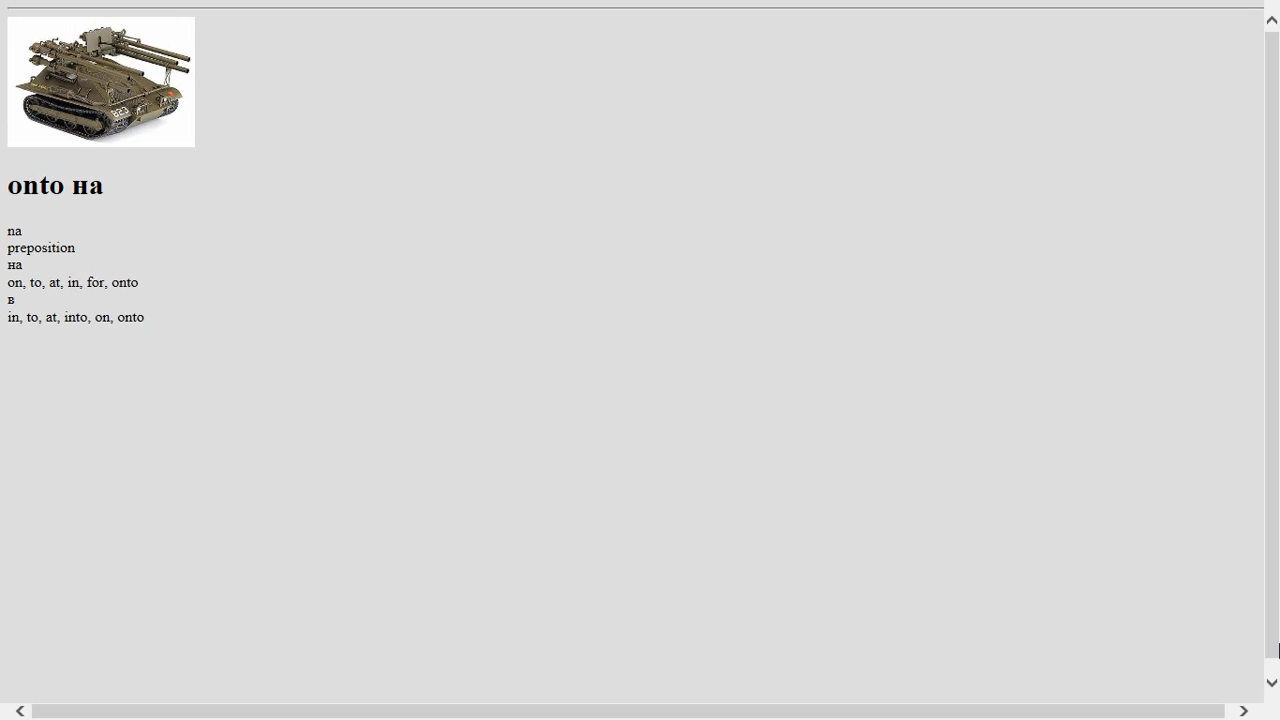 onto на
na
preposition
на
on, to, at, in, for, onto
в
in, to, at, into, on, onto